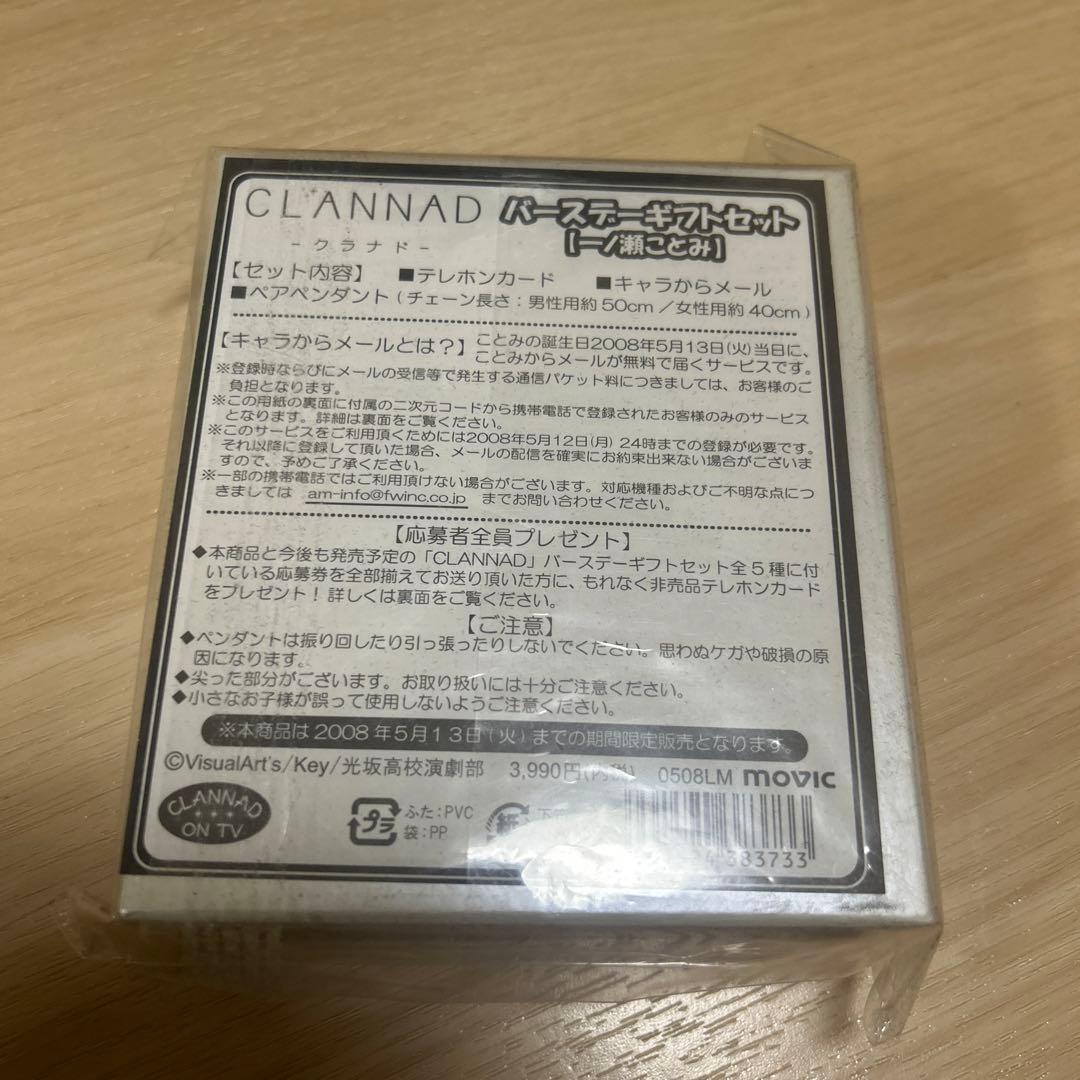 CLANNAD バースデーギフトセット
-クラナド- 【一ノ瀬ことみ】
【セット内容】 ■テレホンカード ■キャラからメール
■ペアペンダント(チェーン長さ:男性用約50cm/女性用約40cm)
【キャラからメールとは?】ことみの誕生日2008年5月13日(火)当日に、
ことみからメールが無料で届くサービスです。
※登録時ならびにメールの受信等で発生する通信パケット料につきましては、お客様のご
負担となります。
※この用紙の裏面に付属の二次元コードから携帯電話で登録されたお客様のみのサービス
となります。詳細は裏面をご覧ください。
※このサービスをご利用頂くためには2008年5月12日(月) 24時までの登録が必要です。
それ以降に登録して頂いた場合、メールの配信を確実にお約束出来ない場合がございま
すので、予めご了承ください。
※一部の携帯電話ではご利用頂けない場合がございます。対応機種およびご不明な点につ
きましては am-info@fwinc.co.jp までお問い合わせください。
【応募者全員プレゼント】
◆本商品と今後も発売予定の「CLANNAD」バースデーギフトセット全5種に付
いている応募券を全部揃えてお送り頂いた方に、もれなく非売品テレホンカード
をプレゼント!詳しくは裏面をご覧ください。
【ご注意】
◆ペンダントは振り回したり引っ張ったりしないでください。思わぬケガや破損の原
因になります。
◆尖った部分がございます。お取り扱いには十分ご注意ください。
◆小さなお子様が誤って使用しないようご注意ください。
※本商品は2008年5月13日(火)までの期間限定販売となります。
©VisualArt's/Key/光坂高校演劇部 3,990円(内税) 0508LM movic
CLANNAD
ON TV
プラ ふた:PVC
袋:PP
紙
383733